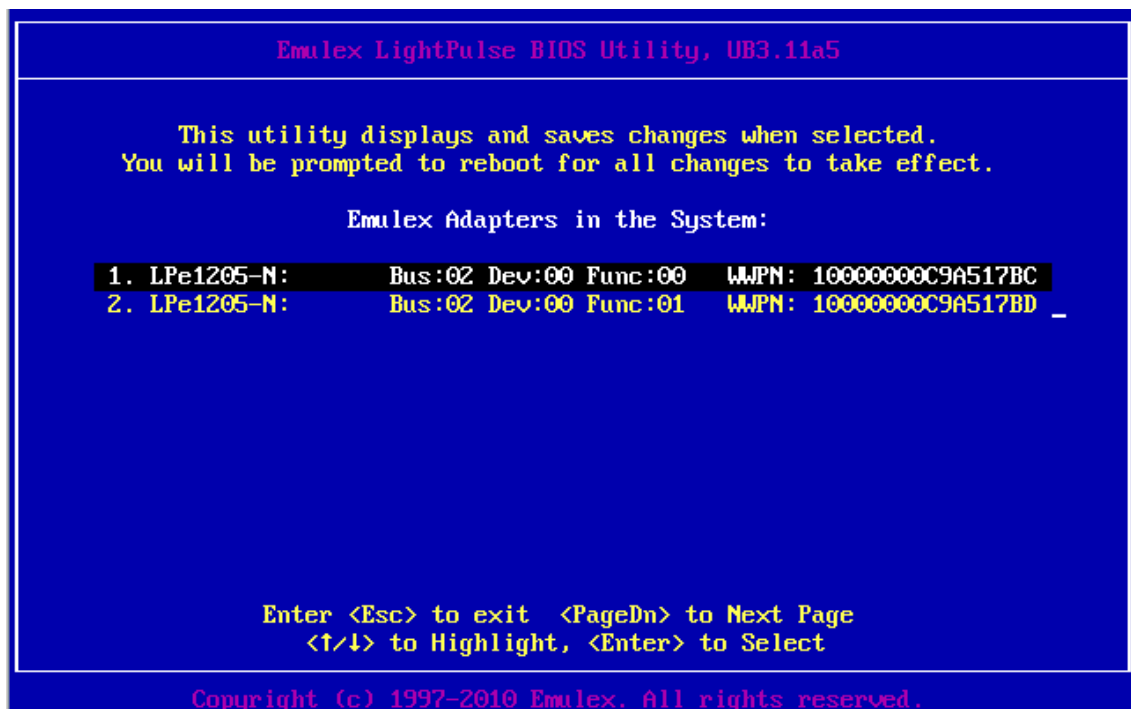 Emulex LightPulse BIOS Utility, UB3.11a5
This utility displays and saves changes when selected.
You will be prompted to reboot for all changes to take effect.
Emulex Adapters in the System:
1. LPe1205-N: Bus:02 Dev:00 Func:00 WWPN: 10000000C9A517BC
2. LPe1205-N: Bus:02 Dev:00 Func:01 WWPN: 10000000C9A517BD _
Enter <Esc> to exit <PageDn> to Next Page
<↑/↓> to Highlight, <Enter> to Select
Copyright (c) 1997-2010 Emulex. All rights reserved.